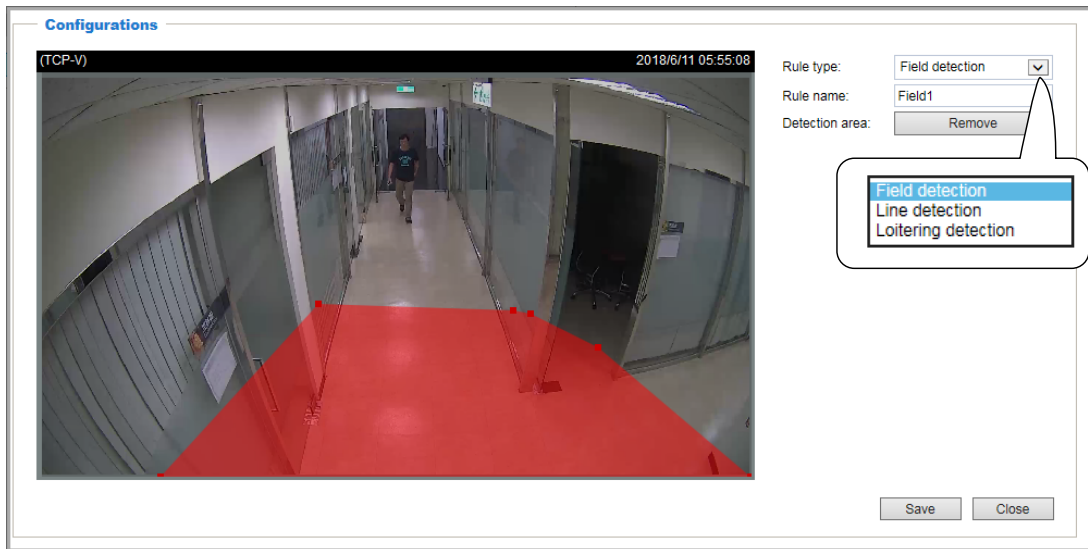 Configurations
(TCP-V)
2018/6/11 05:55:08
Rule type:
Field detection
Rule name:
Field1
Detection area:
Remove
Field detection
Line detection
Loitering detection
Save
Close